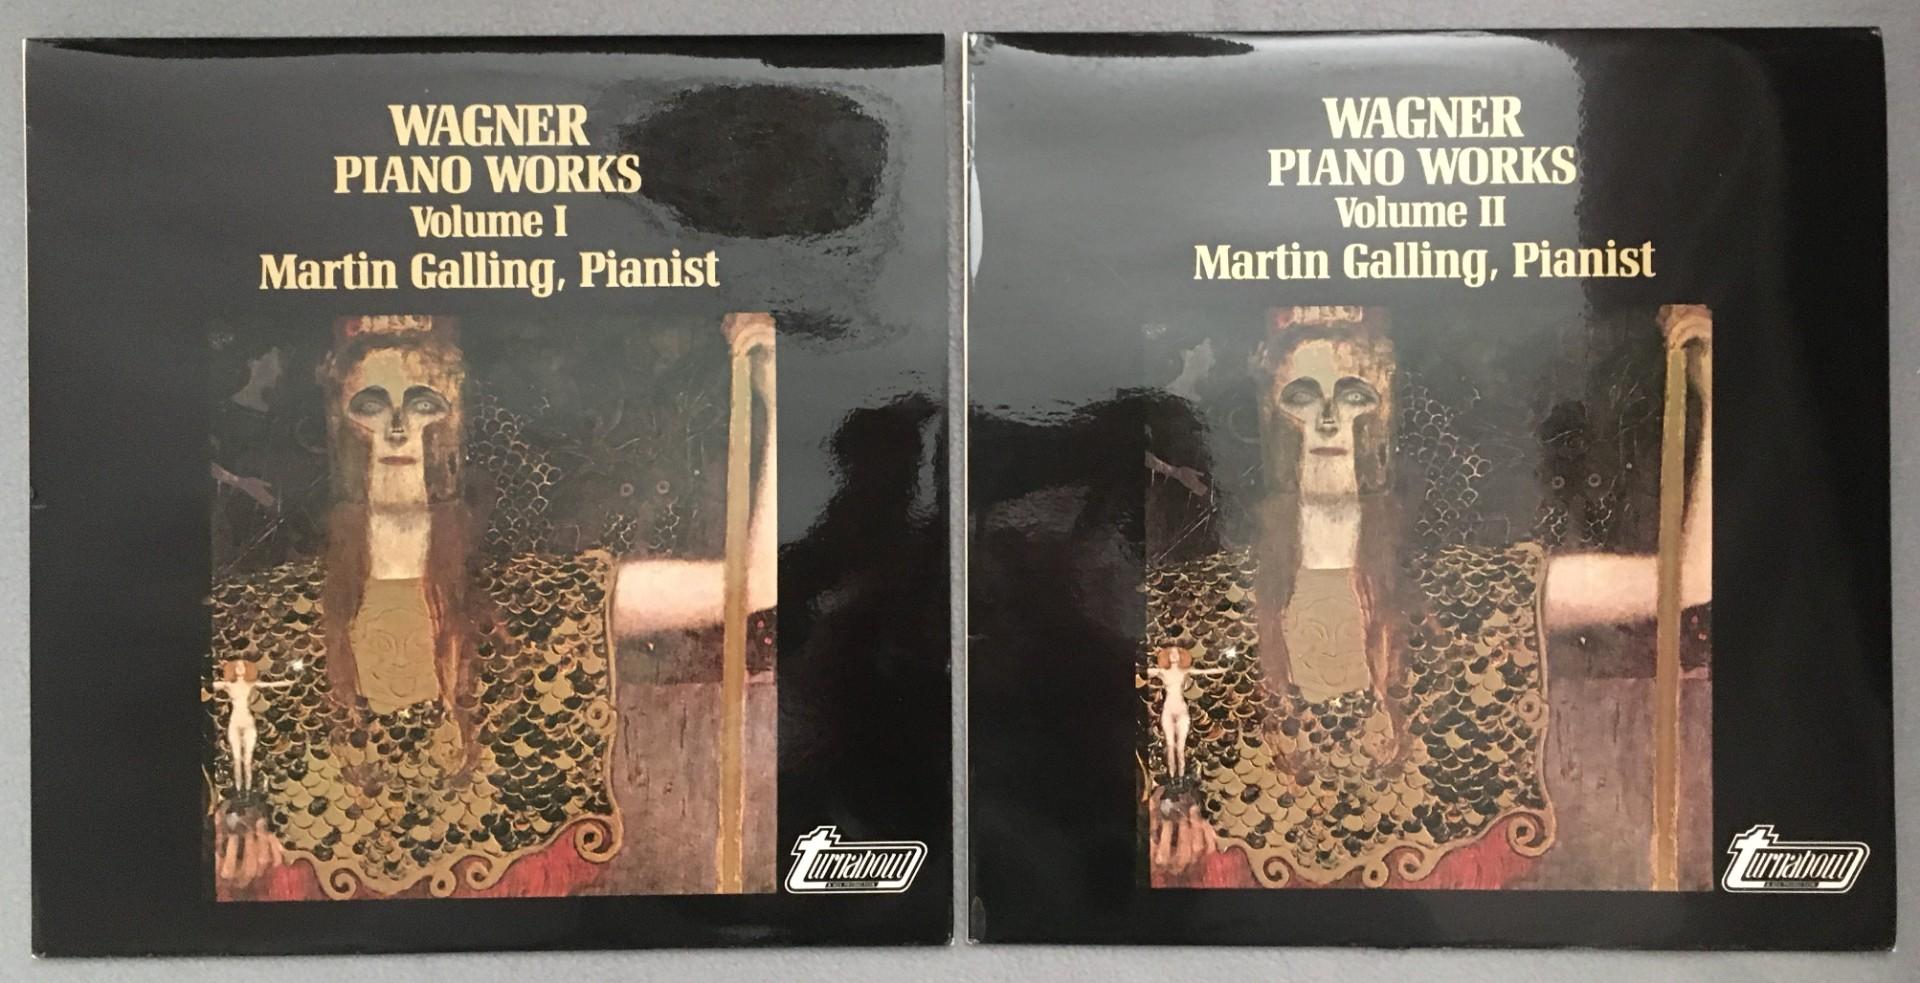 WAGNER
PIANO WORKS
Volume I
Martin Galling, Pianist
turnabout
WAGNER
PIANO WORKS
Volume II
Martin Galling, Pianist
turnabout